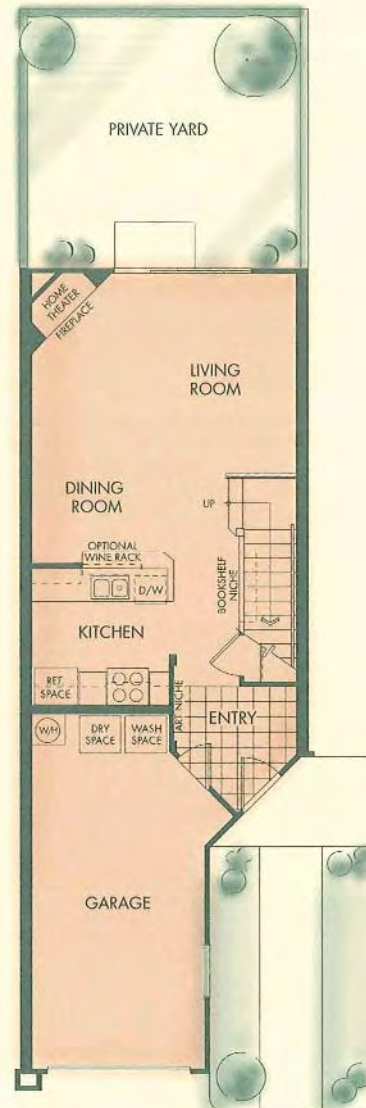 PRIVATE YARD
HOME
THEATER
FIREPLACE
LIVING
ROOM
DINING
ROOM
UP
OPTIONAL
WINE RACK
D/W
BOOKSHELF
NICHE
KITCHEN
REF.
SPACE
ART NICHE
ENTRY
W/H
DRY
SPACE
WASH
SPACE
GARAGE